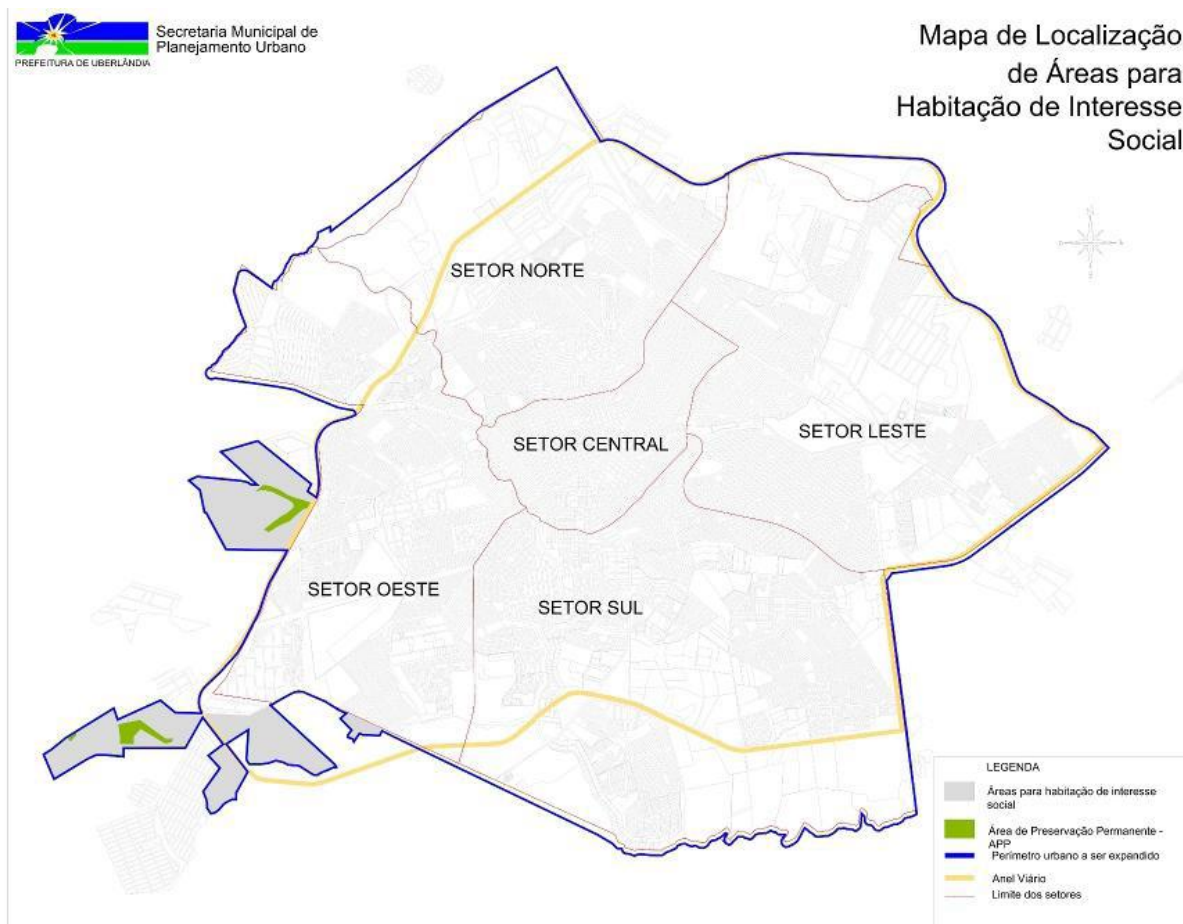 Secretaria Municipal de
Planejamento Urbano
PREFEITURA DE UBERLÂNDIA
Mapa de Localização
de Áreas para
Habitação de Interesse
Social
SETOR NORTE
SETOR CENTRAL
SETOR LESTE
SETOR OESTE
SETOR SUL
LEGENDA
Áreas para habitação de interesse
social
Área de Preservação Permanente -
APP
Perímetro urbano a ser expandido
Anel Viário
Limite dos setores